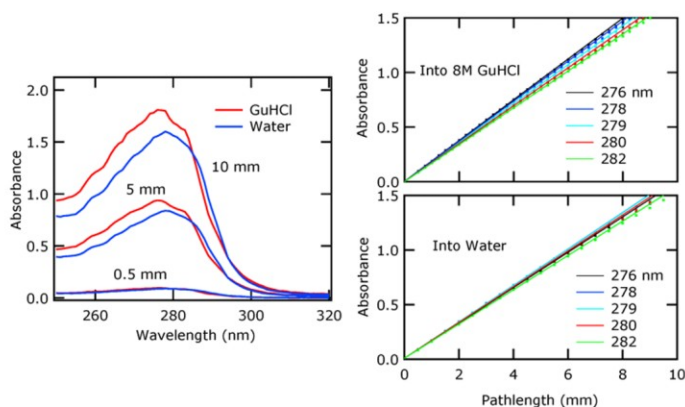 2.0
1.5
1.0
0.5
0.0
Absorbance
GuHCl
Water
10 mm
5 mm
0.5 mm
260
280
300
320
Wavelength (nm)
1.5
1.0
0.5
0.0
Absorbance
Into 8M GuHCl
276 nm
278
279
280
282
1.5
1.0
0.5
0.0
Absorbance
Into Water
276 nm
278
279
280
282
0
2
4
6
8
10
Pathlength (mm)